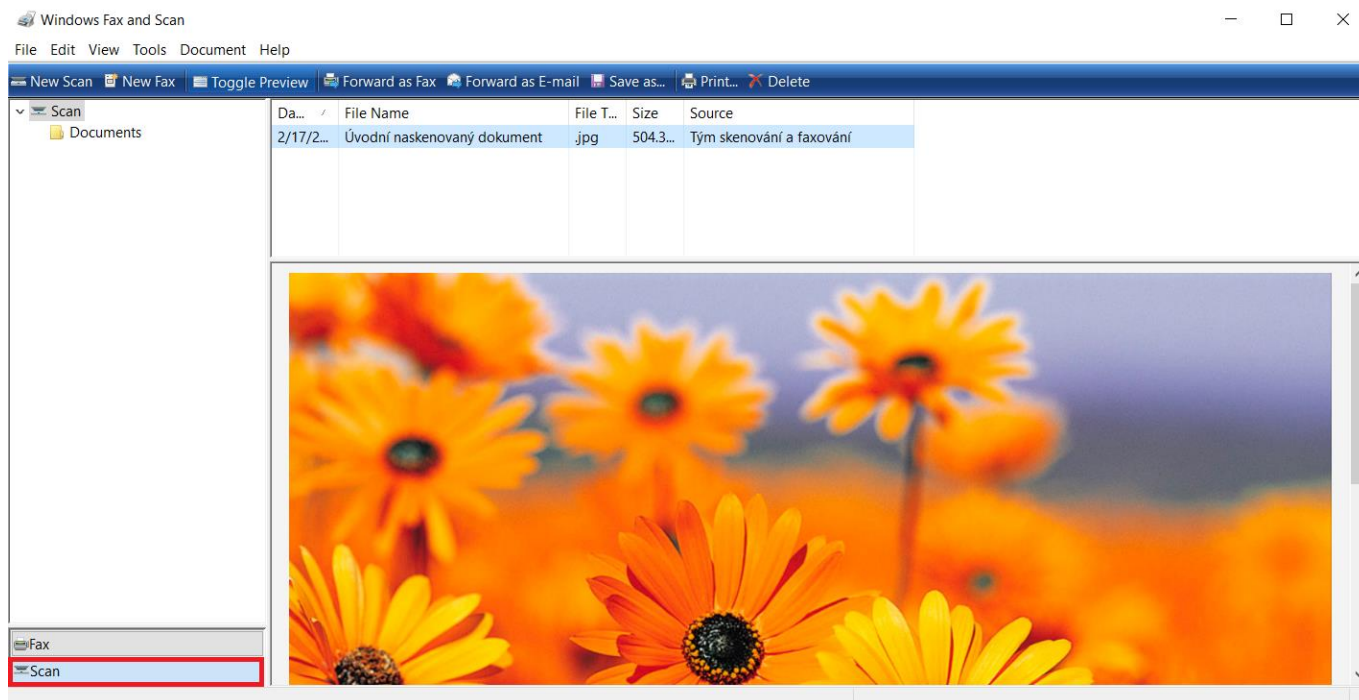 Windows Fax and Scan
File Edit View Tools Document Help
New Scan New Fax Toggle Preview Forward as Fax Forward as E-mail Save as... Print... Delete
Scan
Documents
Da... File Name File T... Size Source
2/17/2... Úvodní naskenovaný dokument .jpg 504.3... Tým skenování a faxování
Fax
Scan